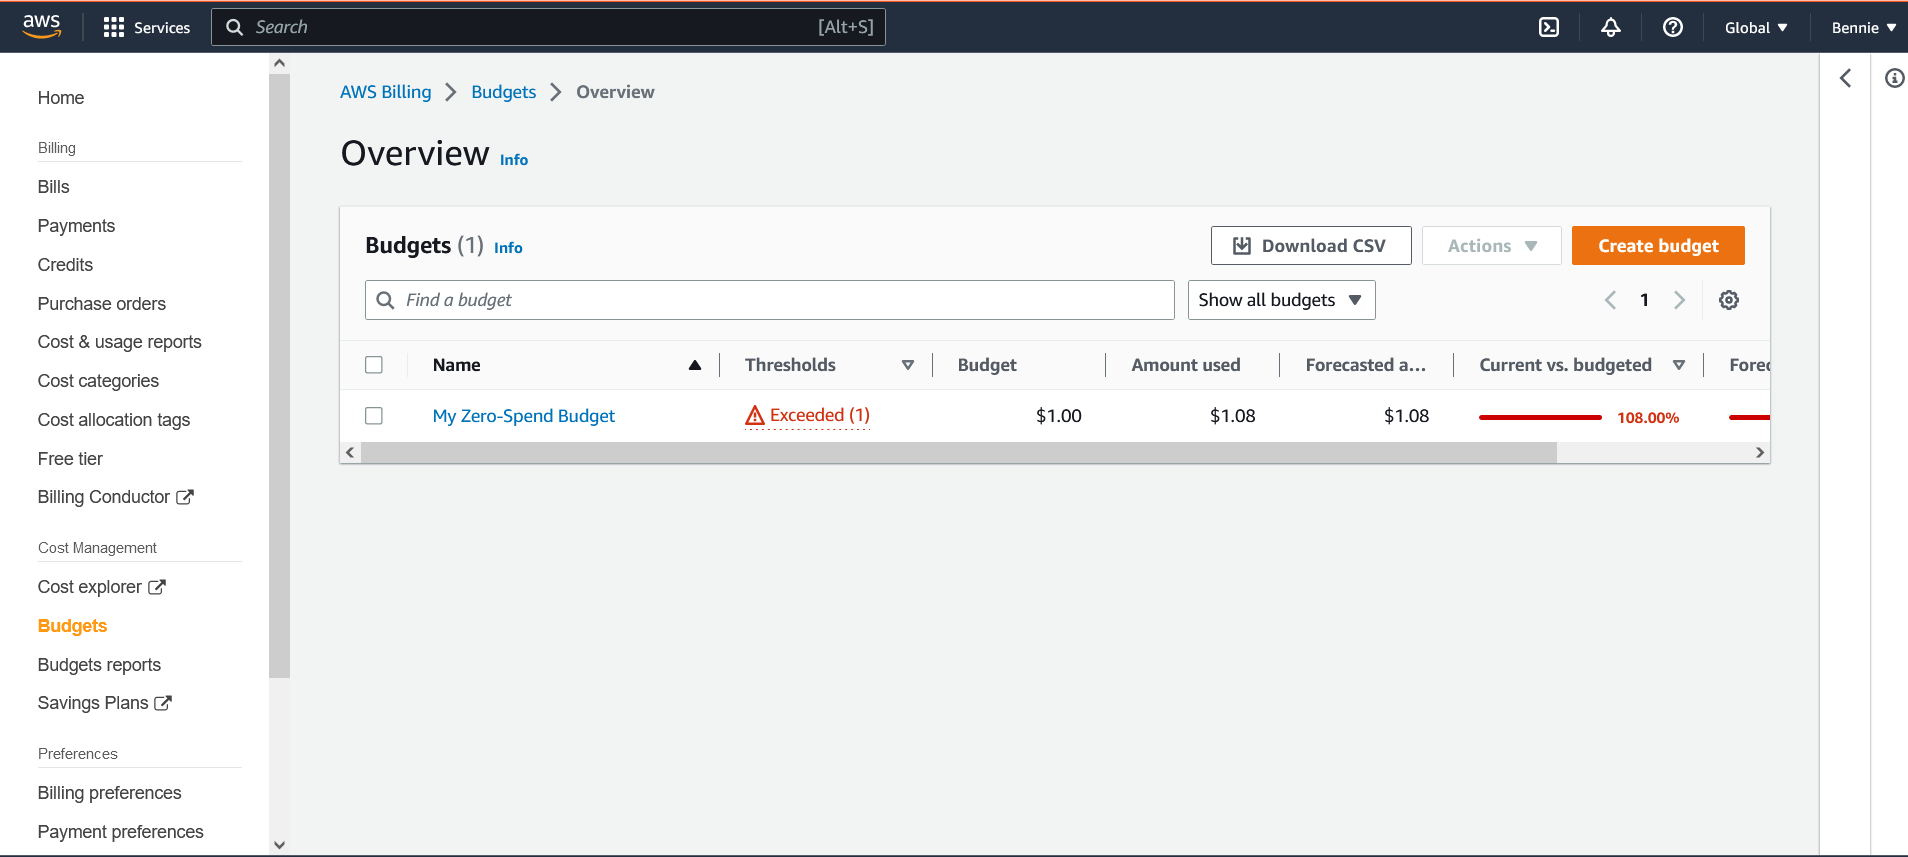 aws
Services
Search [Alt+S]
Global
Bennie
Home
Billing
Bills
Payments
Credits
Purchase orders
Cost & usage reports
Cost categories
Cost allocation tags
Free tier
Billing Conductor
Cost Management
Cost explorer
Budgets
Budgets reports
Savings Plans
Preferences
Billing preferences
Payment preferences
AWS Billing > Budgets > Overview
Overview Info
Budgets (1) Info
Download CSV
Actions
Create budget
Find a budget
Show all budgets
1
Name Thresholds Budget Amount used Forecasted a... Current vs. budgeted Forec
My Zero-Spend Budget Exceeded (1) $1.00 $1.08 $1.08 108.00%